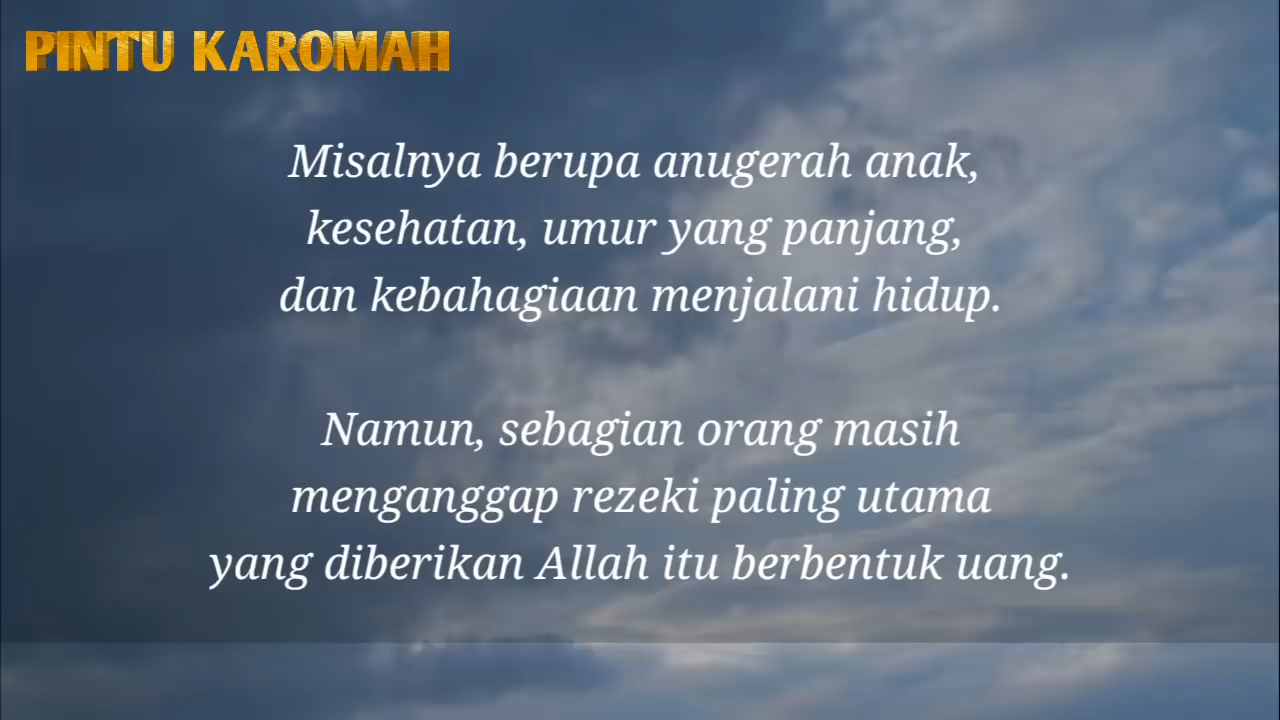 PINTU KAROMAH
Misalnya berupa anugerah anak,
kesehatan, umur yang panjang,
dan kebahagiaan menjalani hidup.
Namun, sebagian orang masih
menganggap rezeki paling utama
yang diberikan Allah itu berbentuk uang.